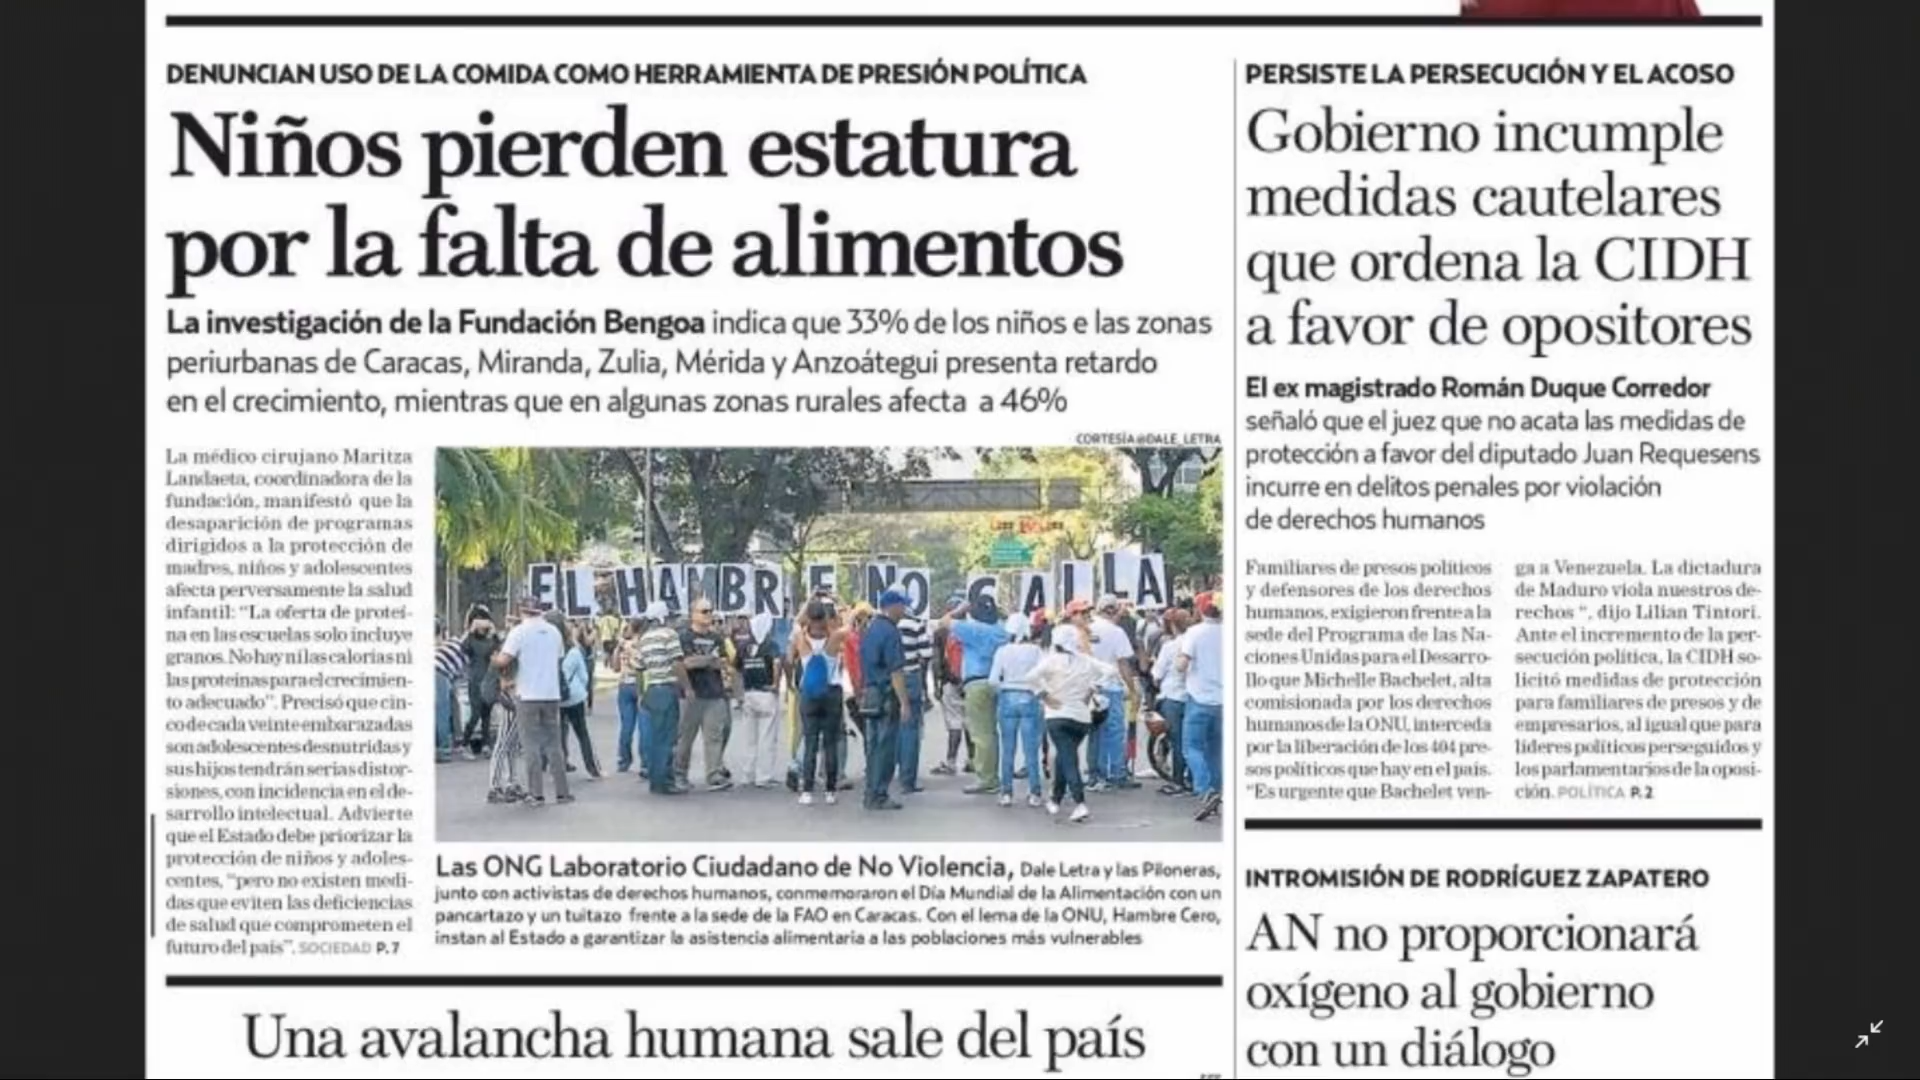 DENUNCIAN USO DE LA COMIDA COMO HERRAMIENTA DE PRESIÓN POLÍTICA
Niños pierden estatura
por la falta de alimentos
La investigación de la Fundación Bengoa indica que 33% de los niños e las zonas
periurbanas de Caracas, Miranda, Zulia, Mérida y Anzoátegui presenta retardo
en el crecimiento, mientras que en algunas zonas rurales afecta a 46%
CORTESÍA @DALE_LETRA
La médico cirujano Maritza
Landaeta, coordinadora de la
fundación, manifestó que la
desaparición de programas
dirigidos a la protección de
madres, niños y adolescentes
afecta perversamente la salud
infantil: "La oferta de proteí-
na en las escuelas solo incluye
granos. No hay ni las calorías ni
las proteínas para el crecimien-
to adecuado". Precisó que cin-
co de cada veinte embarazadas
son adolescentes desnutridas y
sus hijos tendrán serias distor-
siones, con incidencia en el de-
sarrollo intelectual. Advierte
que el Estado debe priorizar la
protección de niños y adoles-
centes, "pero no existen medi-
das que eviten las deficiencias
de salud que comprometen el
futuro del país". SOCIEDAD P.7
EL HAMBRE NO CALLA
Las ONG Laboratorio Ciudadano de No Violencia, Dale Letra y las Piloneras,
junto con activistas de derechos humanos, conmemoraron el Día Mundial de la Alimentación con un
pancartazo y un tuitazo frente a la sede de la FAO en Caracas. Con el lema de la ONU, Hambre Cero,
instan al Estado a garantizar la asistencia alimentaria a las poblaciones más vulnerables
Una avalancha humana sale del país
PERSISTE LA PERSECUCIÓN Y EL ACOSO
Gobierno incumple
medidas cautelares
que ordena la CIDH
a favor de opositores
El ex magistrado Román Duque Corredor
señaló que el juez que no acata las medidas de
protección a favor del diputado Juan Requesens
incurre en delitos penales por violación
de derechos humanos
Familiares de presos políticos
y defensores de los derechos
humanos, exigieron frente a la
sede del Programa de las Na-
ciones Unidas para el Desarro-
llo que Michelle Bachelet, alta
comisionada por los derechos
humanos de la ONU, interceda
por la liberación de los 404 pre-
sos políticos que hay en el país.
"Es urgente que Bachelet ven-
ga a Venezuela. La dictadura
de Maduro viola nuestros de-
rechos ", dijo Lilian Tintori.
Ante el incremento de la per-
secución política, la CIDH so-
licitó medidas de protección
para familiares de presos y de
empresarios, al igual que para
líderes políticos perseguidos y
los parlamentarios de la oposi-
ción. POLÍTICA P.2
INTROMISIÓN DE RODRÍGUEZ ZAPATERO
AN no proporcionará
oxígeno al gobierno
con un diálogo